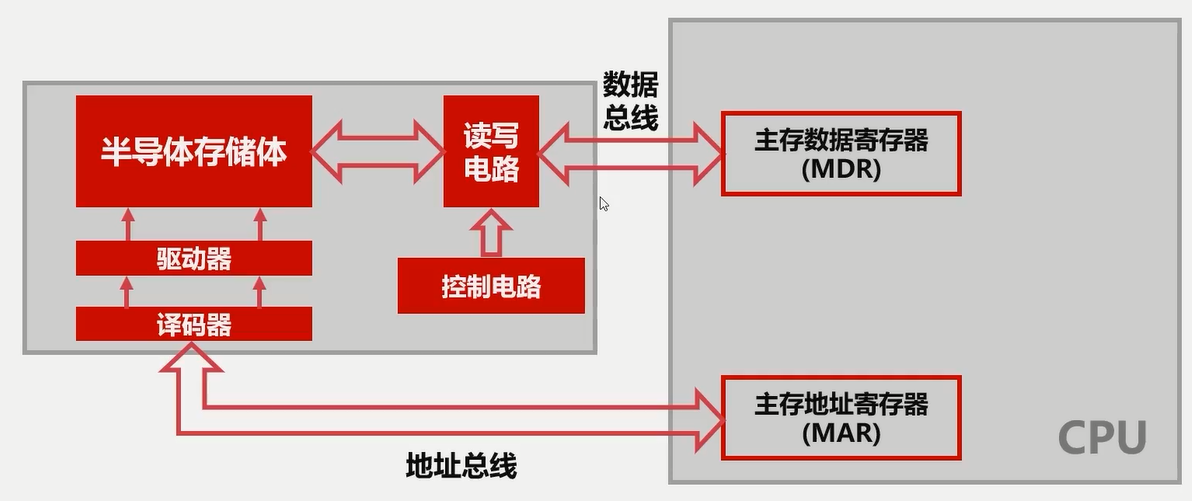 数据
总线
半导体存储体
读写
电路
主存数据寄存器
(MDR)
驱动器
控制电路
译码器
主存地址寄存器
(MAR)
CPU
地址总线